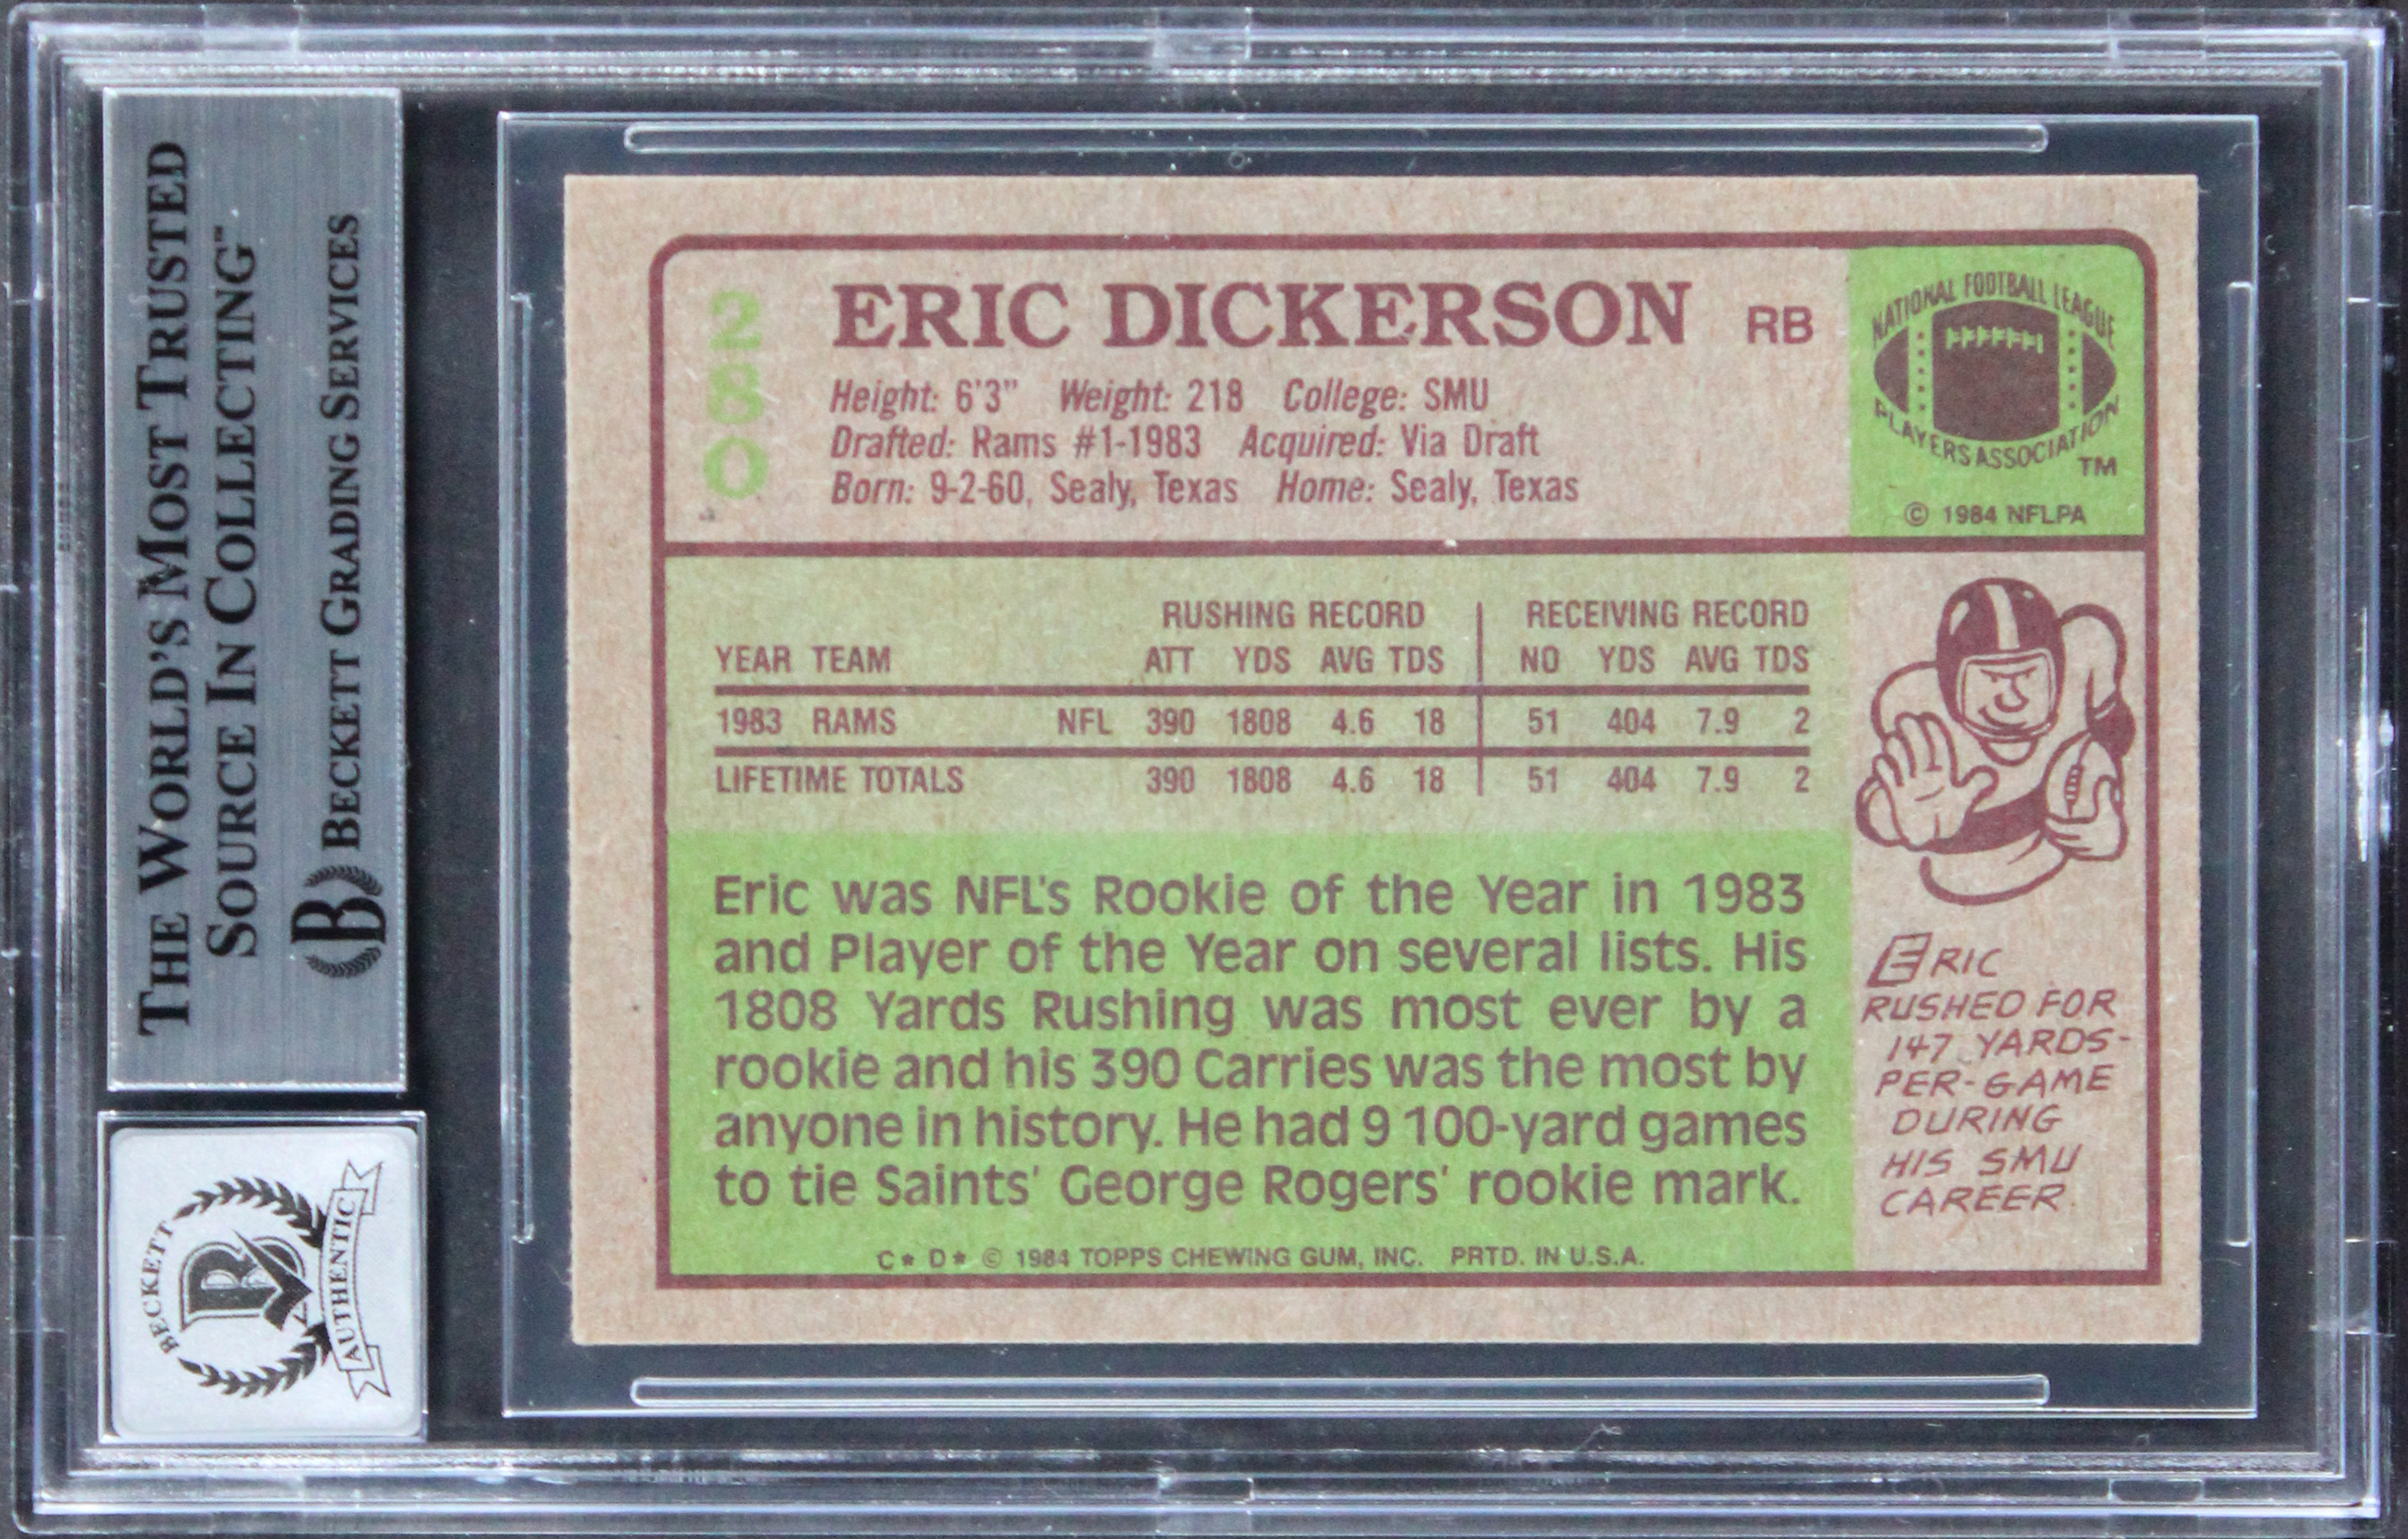 THE WORLD'S MOST TRUSTED
SOURCE IN COLLECTING™
B BECKETT GRADING SERVICES
BECKETT
B
AUTHENTIC
280
ERIC DICKERSON RB
Height: 6'3" Weight: 218 College: SMU
Drafted: Rams #1-1983 Acquired: Via Draft
Born: 9-2-60, Sealy, Texas Home: Sealy, Texas
NATIONAL FOOTBALL LEAGUE
PLAYERS ASSOCIATION
TM
© 1984 NFLPA
RUSHING RECORD RECEIVING RECORD
YEAR TEAM ATT YDS AVG TDS NO YDS AVG TDS
1983 RAMS NFL 390 1808 4.6 18 51 404 7.9 2
LIFETIME TOTALS 390 1808 4.6 18 51 404 7.9 2
Eric was NFL's Rookie of the Year in 1983
and Player of the Year on several lists. His
1808 Yards Rushing was most ever by a
rookie and his 390 Carries was the most by
anyone in history. He had 9 100-yard games
to tie Saints' George Rogers' rookie mark.
C* D* © 1984 TOPPS CHEWING GUM, INC. PRTD. IN U.S.A.
ERIC
RUSHED FOR
147 YARDS-
PER-GAME
DURING
HIS SMU
CAREER.